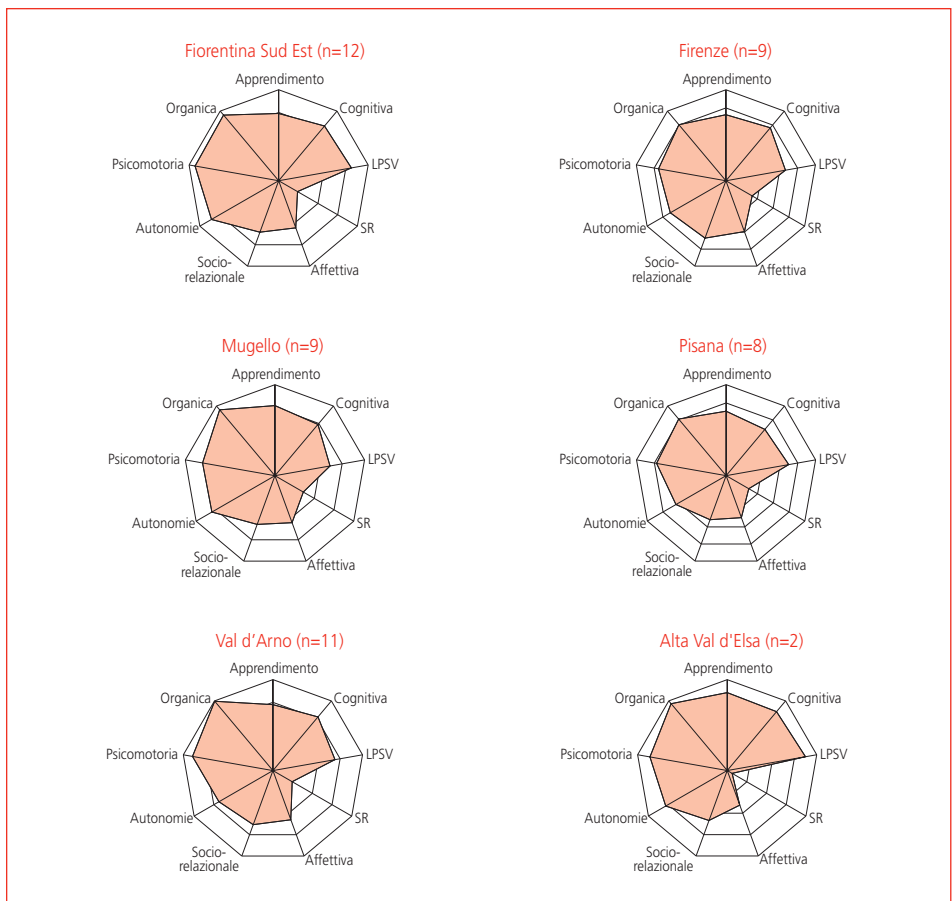 Fiorentina Sud Est (n=12)
Apprendimento
Organica
Cognitiva
Psicomotoria
LPSV
Autonomie
SR
Socio-
relazionale
Affettiva
Firenze (n=9)
Apprendimento
Organica
Cognitiva
Psicomotoria
LPSV
Autonomie
SR
Socio-
relazionale
Affettiva
Mugello (n=9)
Apprendimento
Organica
Cognitiva
Psicomotoria
LPSV
Autonomie
SR
Socio-
relazionale
Affettiva
Pisana (n=8)
Apprendimento
Organica
Cognitiva
Psicomotoria
LPSV
Autonomie
SR
Socio-
relazionale
Affettiva
Val d’Arno (n=11)
Apprendimento
Organica
Cognitiva
Psicomotoria
LPSV
Autonomie
SR
Socio-
relazionale
Affettiva
Alta Val d'Elsa (n=2)
Apprendimento
Organica
Cognitiva
Psicomotoria
LPSV
Autonomie
SR
Socio-
relazionale
Affettiva